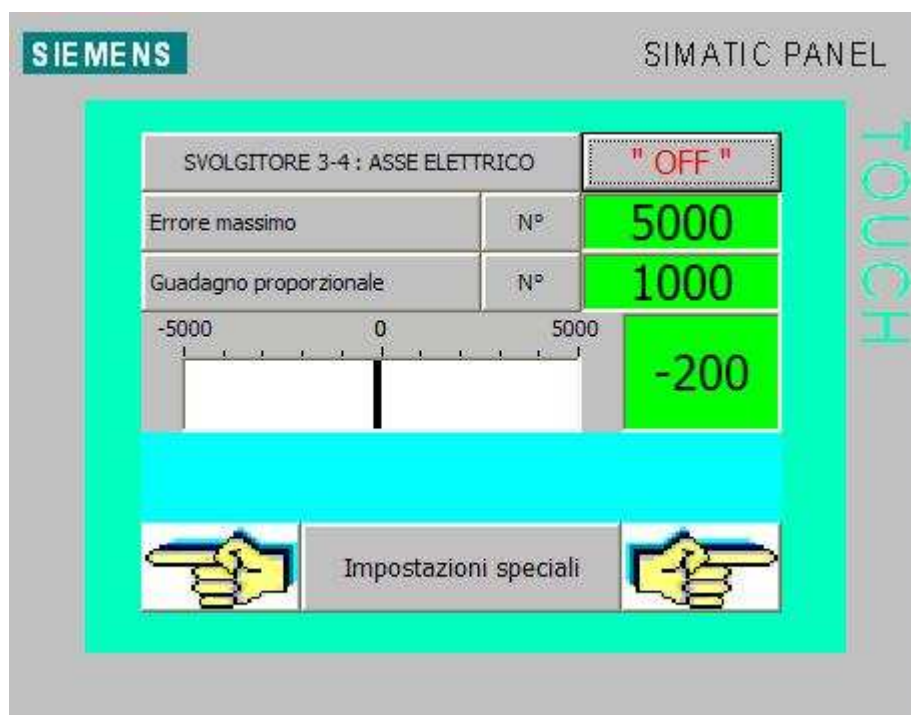 SIEMENS
SIMATIC PANEL
TOUCH
SVOLGITORE 3-4 : ASSE ELETTRICO
" OFF "
Errore massimo
N°
5000
Guadagno proporzionale
N°
1000
-5000 0 5000
-200
Impostazioni speciali